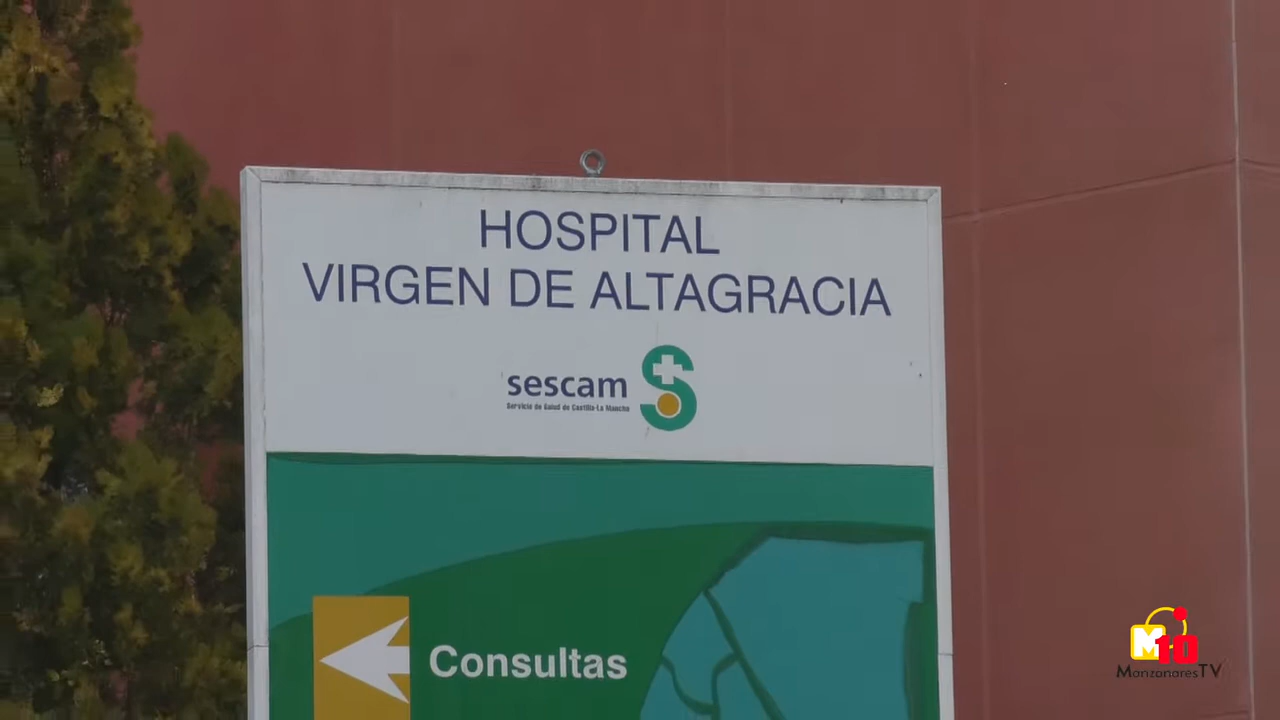 HOSPITAL
VIRGEN DE ALTAGRACIA
sescam
Servicio de Salud de Castilla-La Mancha
Consultas
M10
ManzanaresTV